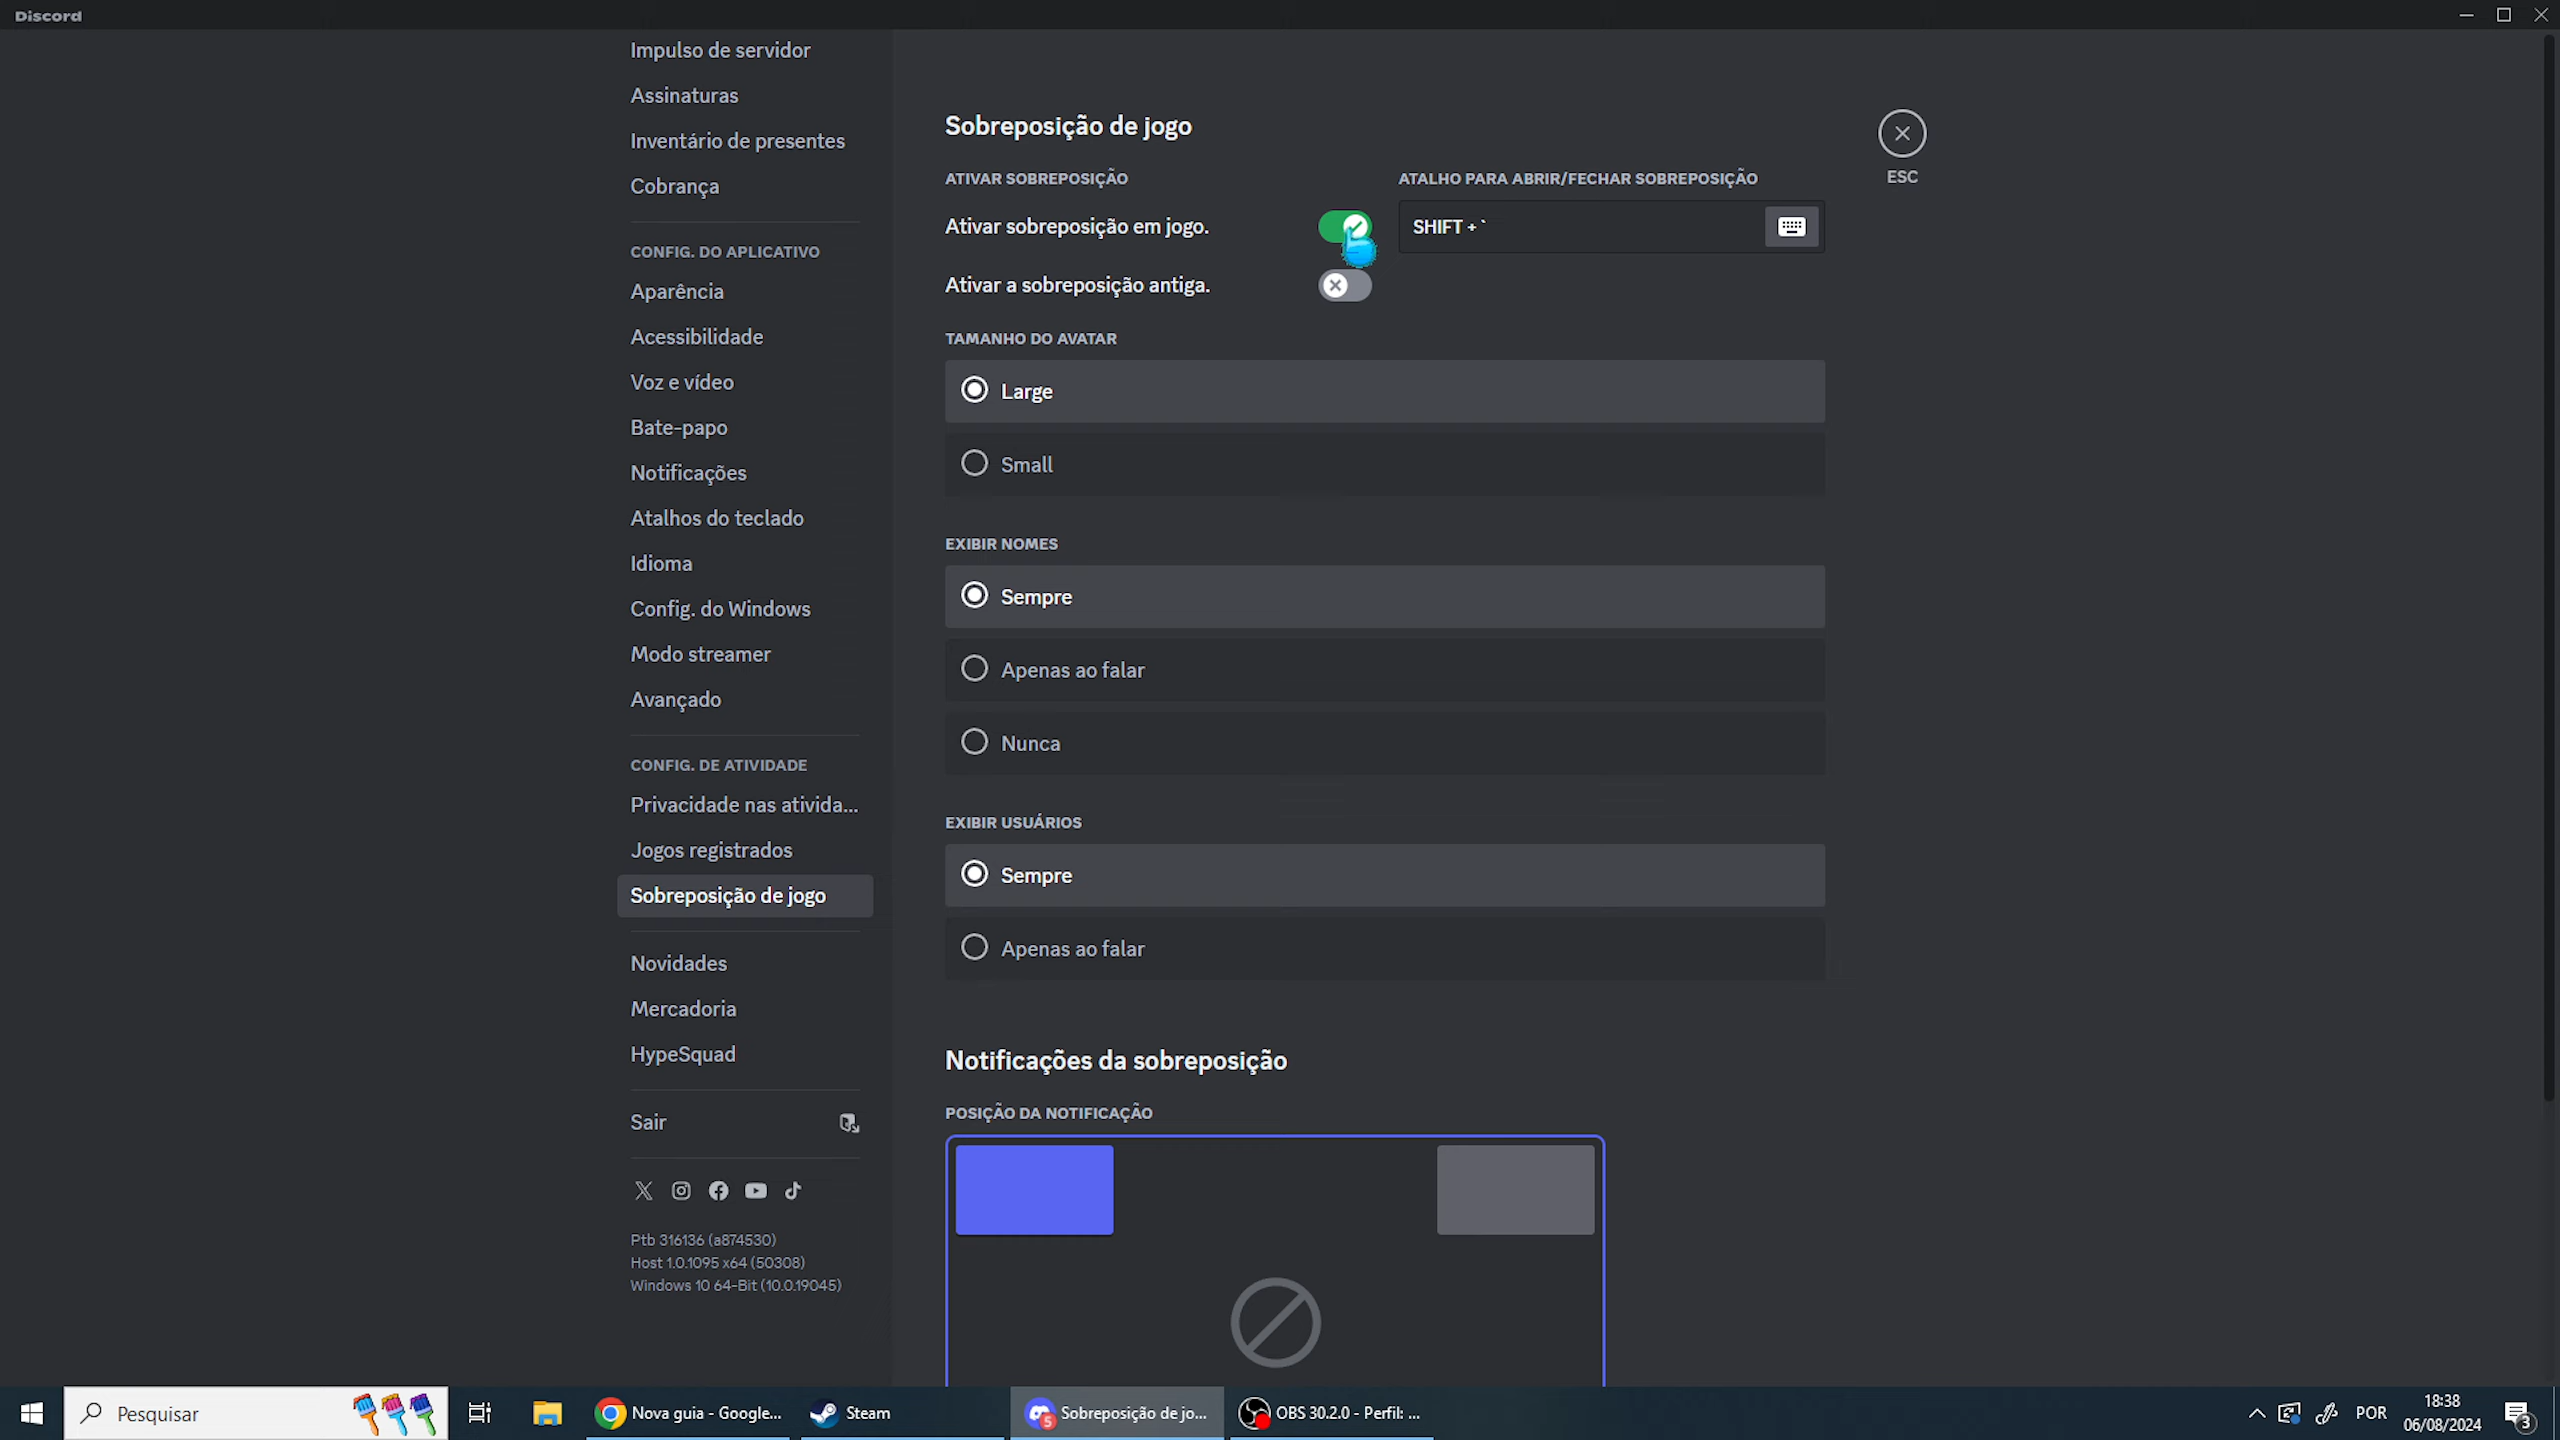 Discord
Impulso de servidor
Assinaturas
Inventário de presentes
Cobrança
CONFIG. DO APLICATIVO
Aparência
Acessibilidade
Voz e vídeo
Bate-papo
Notificações
Atalhos do teclado
Idioma
Config. do Windows
Modo streamer
Avançado
CONFIG. DE ATIVIDADE
Privacidade nas ativida...
Jogos registrados
Sobreposição de jogo
Novidades
Mercadoria
HypeSquad
Sair
Ptb 316136 (a874530)
Host 1.0.1095 x64 (50308)
Windows 10 64-Bit (10.0.19045)
Sobreposição de jogo
ATIVAR SOBREPOSIÇÃO
Ativar sobreposição em jogo.
Ativar a sobreposição antiga.
ATALHO PARA ABRIR/FECHAR SOBREPOSIÇÃO
SHIFT + `
ESC
TAMANHO DO AVATAR
Large
Small
EXIBIR NOMES
Sempre
Apenas ao falar
Nunca
EXIBIR USUÁRIOS
Sempre
Apenas ao falar
Notificações da sobreposição
POSIÇÃO DA NOTIFICAÇÃO
Pesquisar
Nova guia - Google...
Steam
5
Sobreposição de jo...
OBS 30.2.0 - Perfil: ...
POR
18:38
06/08/2024
3